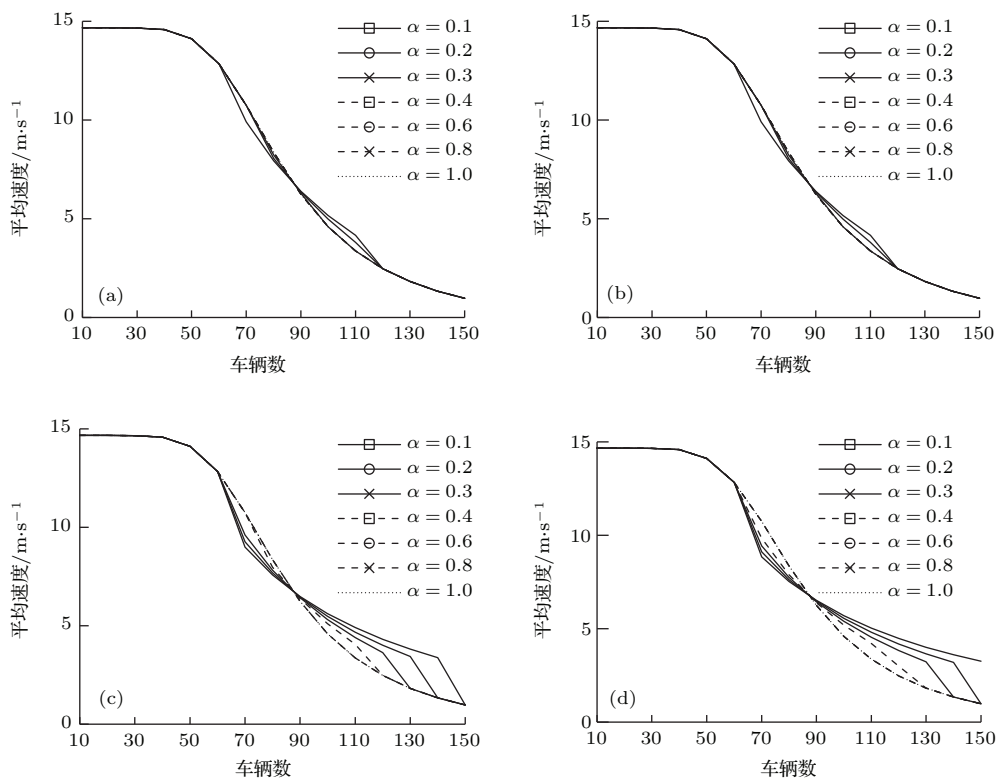 15
10
5
0
平均速度/m·s⁻¹
α = 0.1
α = 0.2
α = 0.3
α = 0.4
α = 0.6
α = 0.8
α = 1.0
(a)
10 30 50 70 90 110 130 150
车辆数
15
10
5
0
平均速度/m·s⁻¹
α = 0.1
α = 0.2
α = 0.3
α = 0.4
α = 0.6
α = 0.8
α = 1.0
(b)
10 30 50 70 90 110 130 150
车辆数
15
10
5
0
平均速度/m·s⁻¹
α = 0.1
α = 0.2
α = 0.3
α = 0.4
α = 0.6
α = 0.8
α = 1.0
(c)
10 30 50 70 90 110 130 150
车辆数
15
10
5
0
平均速度/m·s⁻¹
α = 0.1
α = 0.2
α = 0.3
α = 0.4
α = 0.6
α = 0.8
α = 1.0
(d)
10 30 50 70 90 110 130 150
车辆数